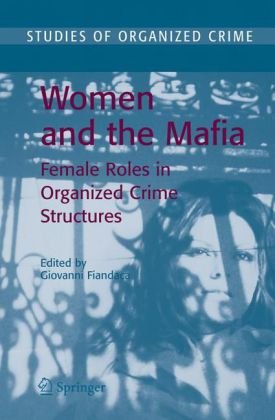 STUDIES OF ORGANIZED CRIME
Women
and the Mafia
Female Roles in
Organized Crime
Structures
Edited by
Giovanni Fiandaca
Springer